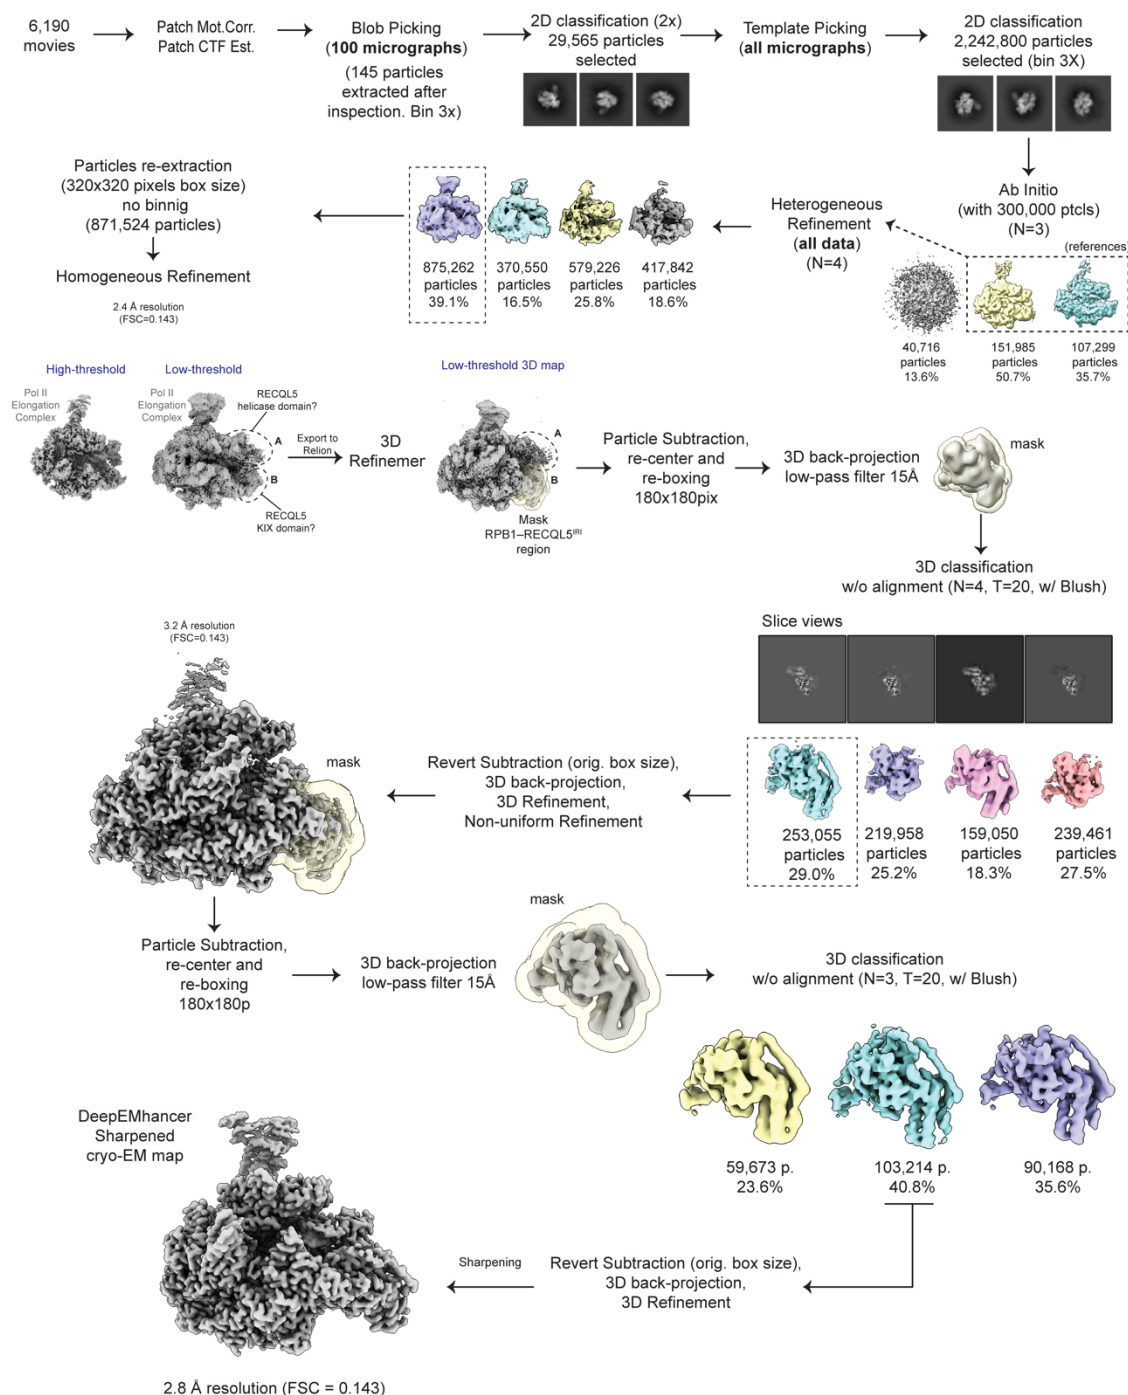 6,190
movies
Patch Mot.Corr.
Patch CTF Est.
Blob Picking
(100 micrographs)
(145 particles
extracted after
inspection. Bin 3x)
2D classification (2x)
29,565 particles
selected
Template Picking
(all micrographs)
2D classification
2,242,800 particles
selected (bin 3X)
Ab Initio
(with 300,000 ptcls)
(N=3)
(references)
40,716
particles
13.6%
151,985
particles
50.7%
107,299
particles
35.7%
Heterogeneous
Refinement
(all data)
(N=4)
875,262
particles
39.1%
370,550
particles
16.5%
579,226
particles
25.8%
417,842
particles
18.6%
Particles re-extraction
(320x320 pixels box size)
no binnig
(871,524 particles)
Homogeneous Refinement
2.4 Å resolution
(FSC=0.143)
High-threshold
Pol II
Elongation
Complex
Low-threshold
Pol II
Elongation
Complex
RECQL5
helicase domain?
A
B
RECQL5
KIX domain?
Export to
Relion
3D
Refinemer
Low-threshold 3D map
A
B
Mask
RPB1–RECQL5^IRI
region
Particle Subtraction,
re-center and
re-boxing
180x180pix
3D back-projection
low-pass filter 15Å
mask
3D classification
w/o alignment (N=4, T=20, w/ Blush)
Slice views
253,055
particles
29.0%
219,958
particles
25.2%
159,050
particles
18.3%
239,461
particles
27.5%
Revert Subtraction (orig. box size),
3D back-projection,
3D Refinement,
Non-uniform Refinement
3.2 Å resolution
(FSC=0.143)
mask
Particle Subtraction,
re-center and
re-boxing
180x180p
3D back-projection
low-pass filter 15Å
mask
3D classification
w/o alignment (N=3, T=20, w/ Blush)
59,673 p.
23.6%
103,214 p.
40.8%
90,168 p.
35.6%
Revert Subtraction (orig. box size),
3D back-projection,
3D Refinement
Sharpening
DeepEMhancer
Sharpened
cryo-EM map
2.8 Å resolution (FSC = 0.143)